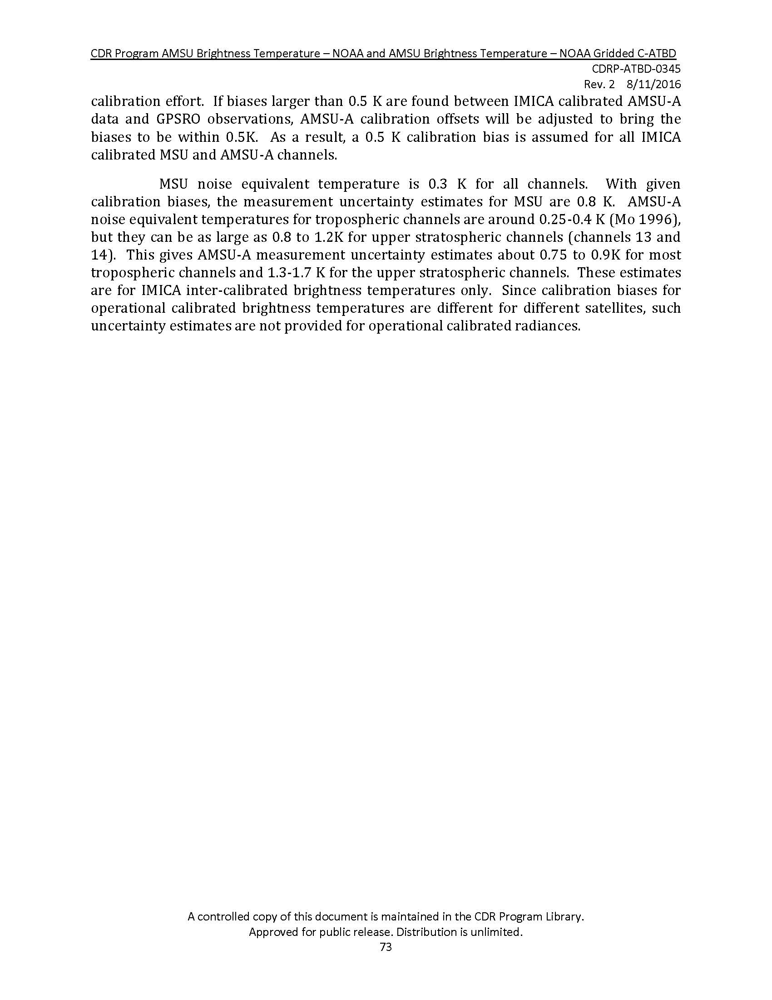 CDR Program AMSU Brightness Temperature – NOAA and AMSU Brightness Temperature – NOAA Gridded C-ATBD
CDRP-ATBD-0345
Rev. 2 8/11/2016
calibration effort. If biases larger than 0.5 K are found between IMICA calibrated AMSU-A
data and GPSRO observations, AMSU-A calibration offsets will be adjusted to bring the
biases to be within 0.5K. As a result, a 0.5 K calibration bias is assumed for all IMICA
calibrated MSU and AMSU-A channels.
MSU noise equivalent temperature is 0.3 K for all channels. With given
calibration biases, the measurement uncertainty estimates for MSU are 0.8 K. AMSU-A
noise equivalent temperatures for tropospheric channels are around 0.25-0.4 K (Mo 1996),
but they can be as large as 0.8 to 1.2K for upper stratospheric channels (channels 13 and
14). This gives AMSU-A measurement uncertainty estimates about 0.75 to 0.9K for most
tropospheric channels and 1.3-1.7 K for the upper stratospheric channels. These estimates
are for IMICA inter-calibrated brightness temperatures only. Since calibration biases for
operational calibrated brightness temperatures are different for different satellites, such
uncertainty estimates are not provided for operational calibrated radiances.
A controlled copy of this document is maintained in the CDR Program Library.
Approved for public release. Distribution is unlimited.
73